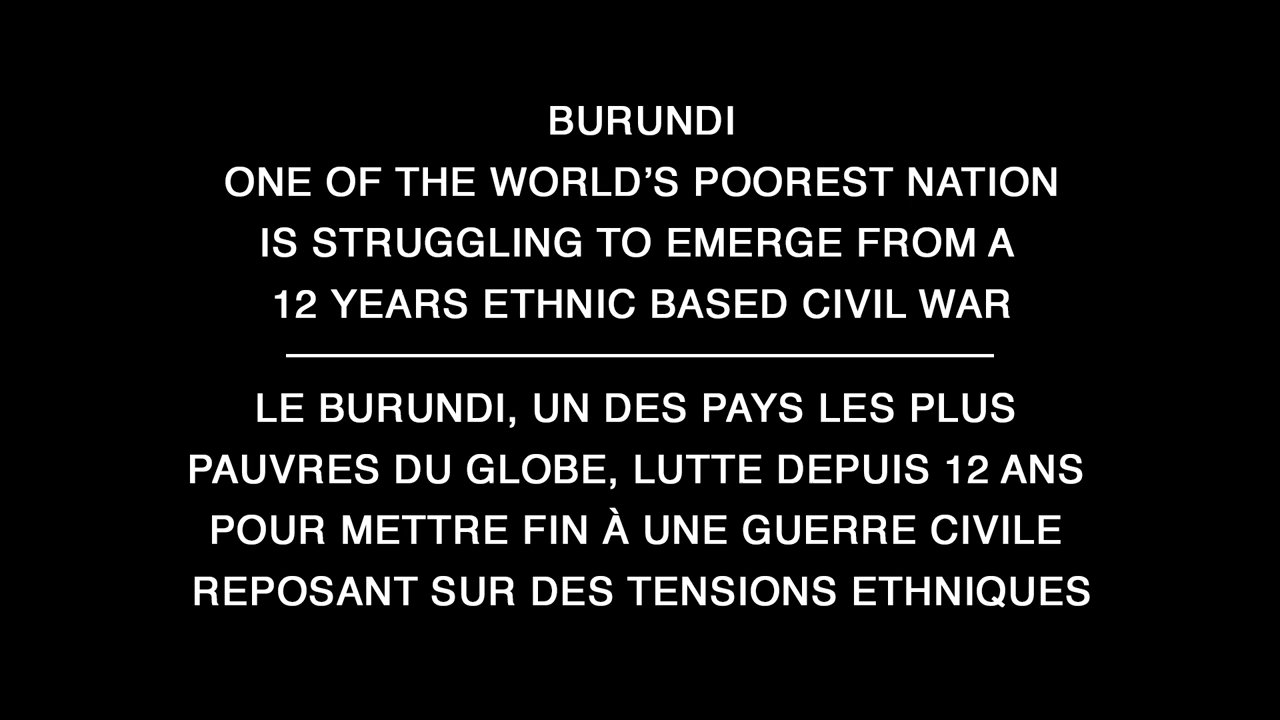 BURUNDI
ONE OF THE WORLD’S POOREST NATION
IS STRUGGLING TO EMERGE FROM A
12 YEARS ETHNIC BASED CIVIL WAR
LE BURUNDI, UN DES PAYS LES PLUS
PAUVRES DU GLOBE, LUTTE DEPUIS 12 ANS
POUR METTRE FIN À UNE GUERRE CIVILE
REPOSANT SUR DES TENSIONS ETHNIQUES